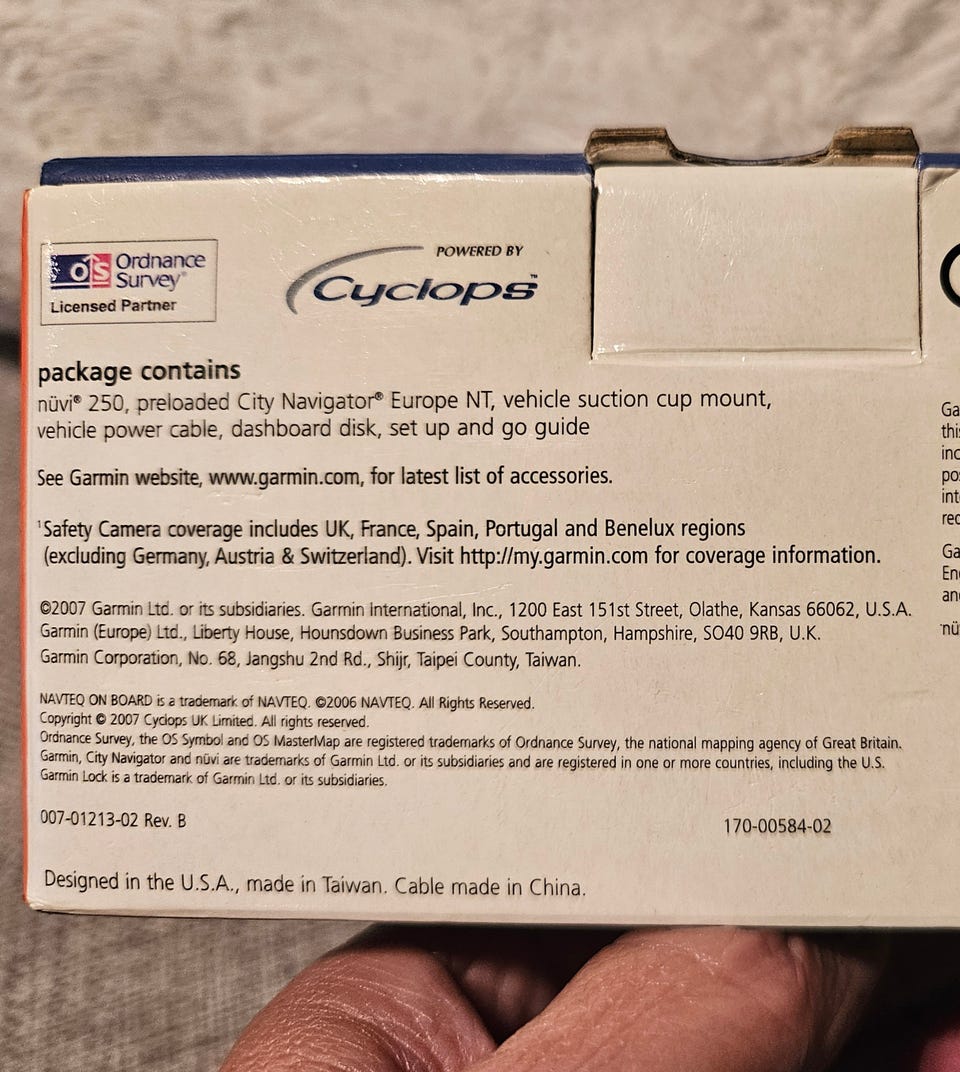 OS Ordnance
Survey®
Licensed Partner
POWERED BY
Cyclops™
package contains
nüvi® 250, preloaded City Navigator® Europe NT, vehicle suction cup mount,
vehicle power cable, dashboard disk, set up and go guide
See Garmin website, www.garmin.com, for latest list of accessories.
¹Safety Camera coverage includes UK, France, Spain, Portugal and Benelux regions
(excluding Germany, Austria & Switzerland). Visit http://my.garmin.com for coverage information.
©2007 Garmin Ltd. or its subsidiaries. Garmin International, Inc., 1200 East 151st Street, Olathe, Kansas 66062, U.S.A.
Garmin (Europe) Ltd., Liberty House, Hounsdown Business Park, Southampton, Hampshire, SO40 9RB, U.K.
Garmin Corporation, No. 68, Jangshu 2nd Rd., Shijr, Taipei County, Taiwan.
NAVTEQ ON BOARD is a trademark of NAVTEQ. ©2006 NAVTEQ. All Rights Reserved.
Copyright © 2007 Cyclops UK Limited. All rights reserved.
Ordnance Survey, the OS Symbol and OS MasterMap are registered trademarks of Ordnance Survey, the national mapping agency of Great Britain.
Garmin, City Navigator and nüvi are trademarks of Garmin Ltd. or its subsidiaries and are registered in one or more countries, including the U.S.
Garmin Lock is a trademark of Garmin Ltd. or its subsidiaries.
007-01213-02 Rev. B
170-00584-02
Designed in the U.S.A., made in Taiwan. Cable made in China.